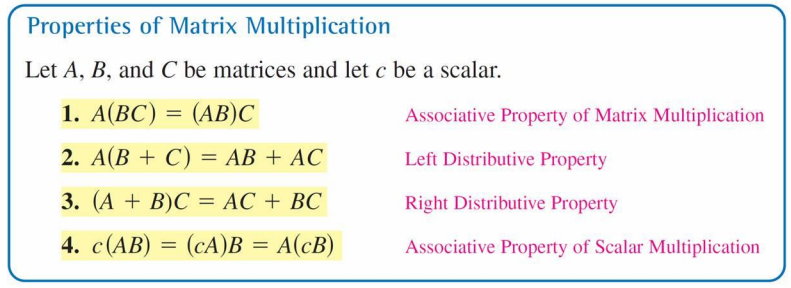 Properties of Matrix Multiplication
Let A, B, and C be matrices and let c be a scalar.
1. A(BC) = (AB)C Associative Property of Matrix Multiplication
2. A(B + C) = AB + AC Left Distributive Property
3. (A + B)C = AC + BC Right Distributive Property
4. c(AB) = (cA)B = A(cB) Associative Property of Scalar Multiplication